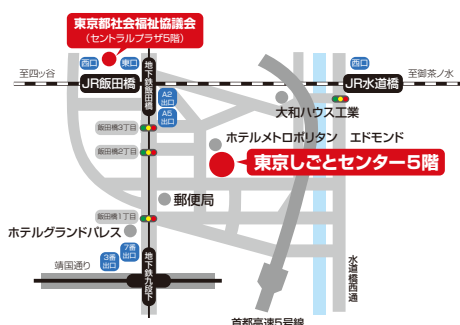 東京都社会福祉協議会
（セントラルプラザ5階）
西口
東口
地下鉄飯田橋
西口
至四ッ谷
JR飯田橋
JR水道橋
至御茶ノ水
A2
出口
A5
出口
大和ハウス工業
飯田橋3丁目
ホテルメトロポリタン　エドモンド
飯田橋2丁目
東京しごとセンター5階
郵便局
飯田橋1丁目
ホテルグランドパレス
7番
出口
3番
出口
地下鉄九段下
靖国通り
水道橋西通
首都高速5号線